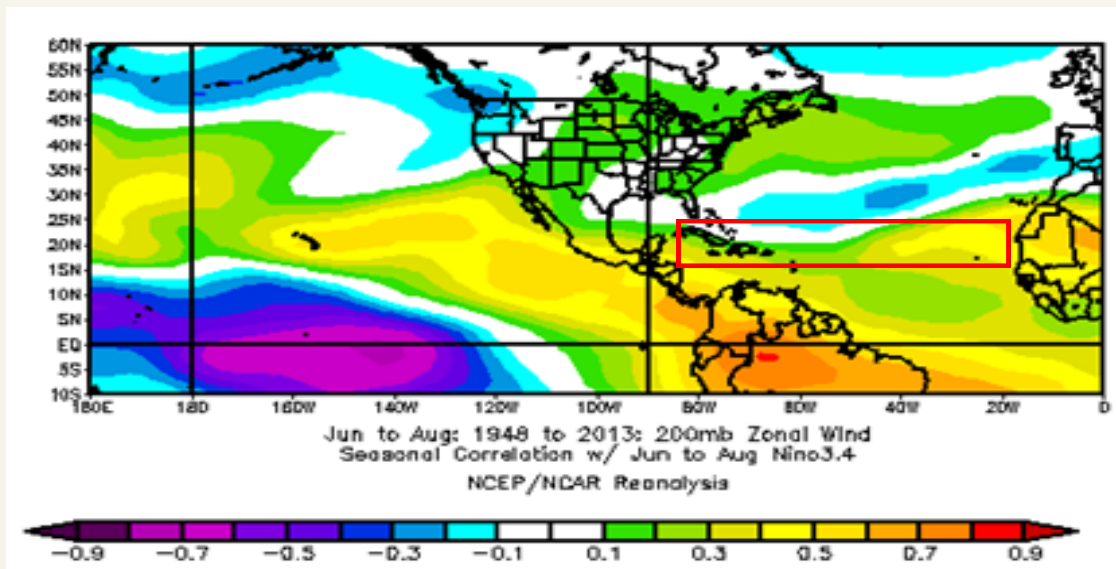 60N
55N
50N
45N
40N
35N
30N
25N
20N
15N
10N
5N
EQ
5S
10S
160E 180 160W 140W 120W 100W 80W 60W 40W 20W 0
Jun to Aug: 1948 to 2013: 200mb Zonal Wind
Seasonal Correlation w/ Jun to Aug Nino3.4
NCEP/NCAR Reanalysis
-0.9 -0.7 -0.5 -0.3 -0.1 0.1 0.3 0.5 0.7 0.9